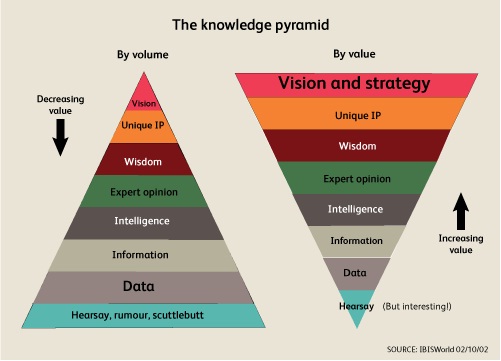 The knowledge pyramid
By volume
By value
Decreasing
value
Vision
Unique IP
Wisdom
Expert opinion
Intelligence
Information
Data
Hearsay, rumour, scuttlebutt
Vision and strategy
Unique IP
Wisdom
Expert opinion
Intelligence
Information
Data
Hearsay (But interesting!)
Increasing
value
SOURCE: IBISWorld 02/10/02